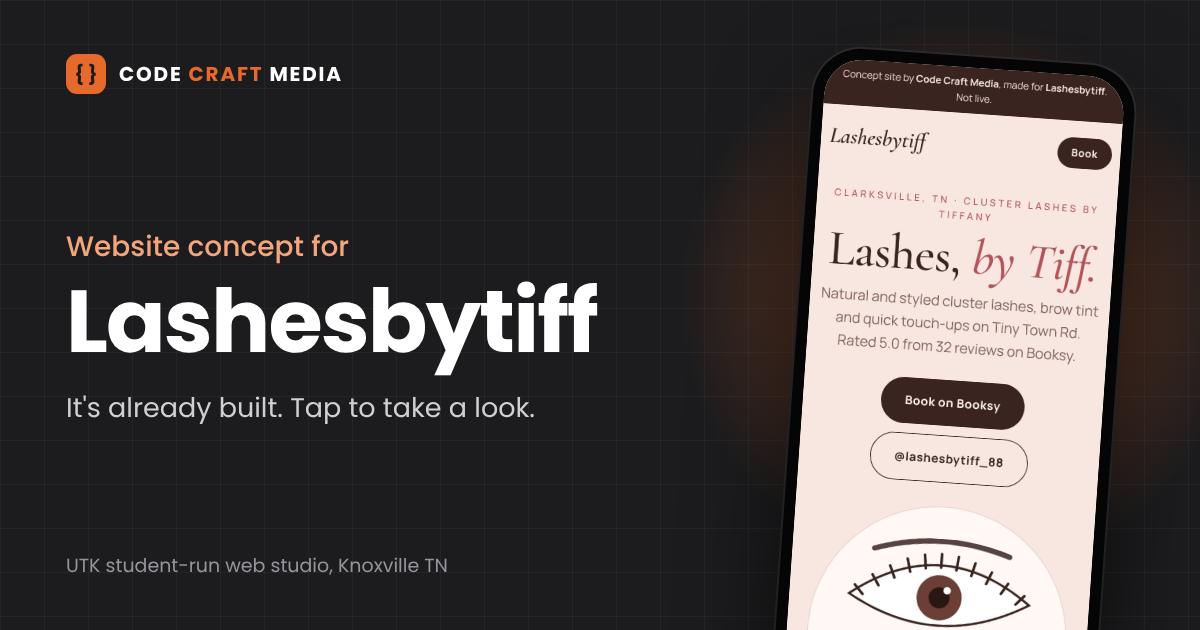 { }
CODE CRAFT MEDIA
Website concept for
Lashesbytiff
It's already built. Tap to take a look.
UTK student-run web studio, Knoxville TN
Concept site by Code Craft Media, made for Lashesbytiff.
Not live.
Lashesbytiff
Book
CLARKSVILLE, TN · CLUSTER LASHES BY
TIFFANY
Lashes, by Tiff.
Natural and styled cluster lashes, brow tint
and quick touch-ups on Tiny Town Rd.
Rated 5.0 from 32 reviews on Booksy.
Book on Booksy
@lashesbytiff_88